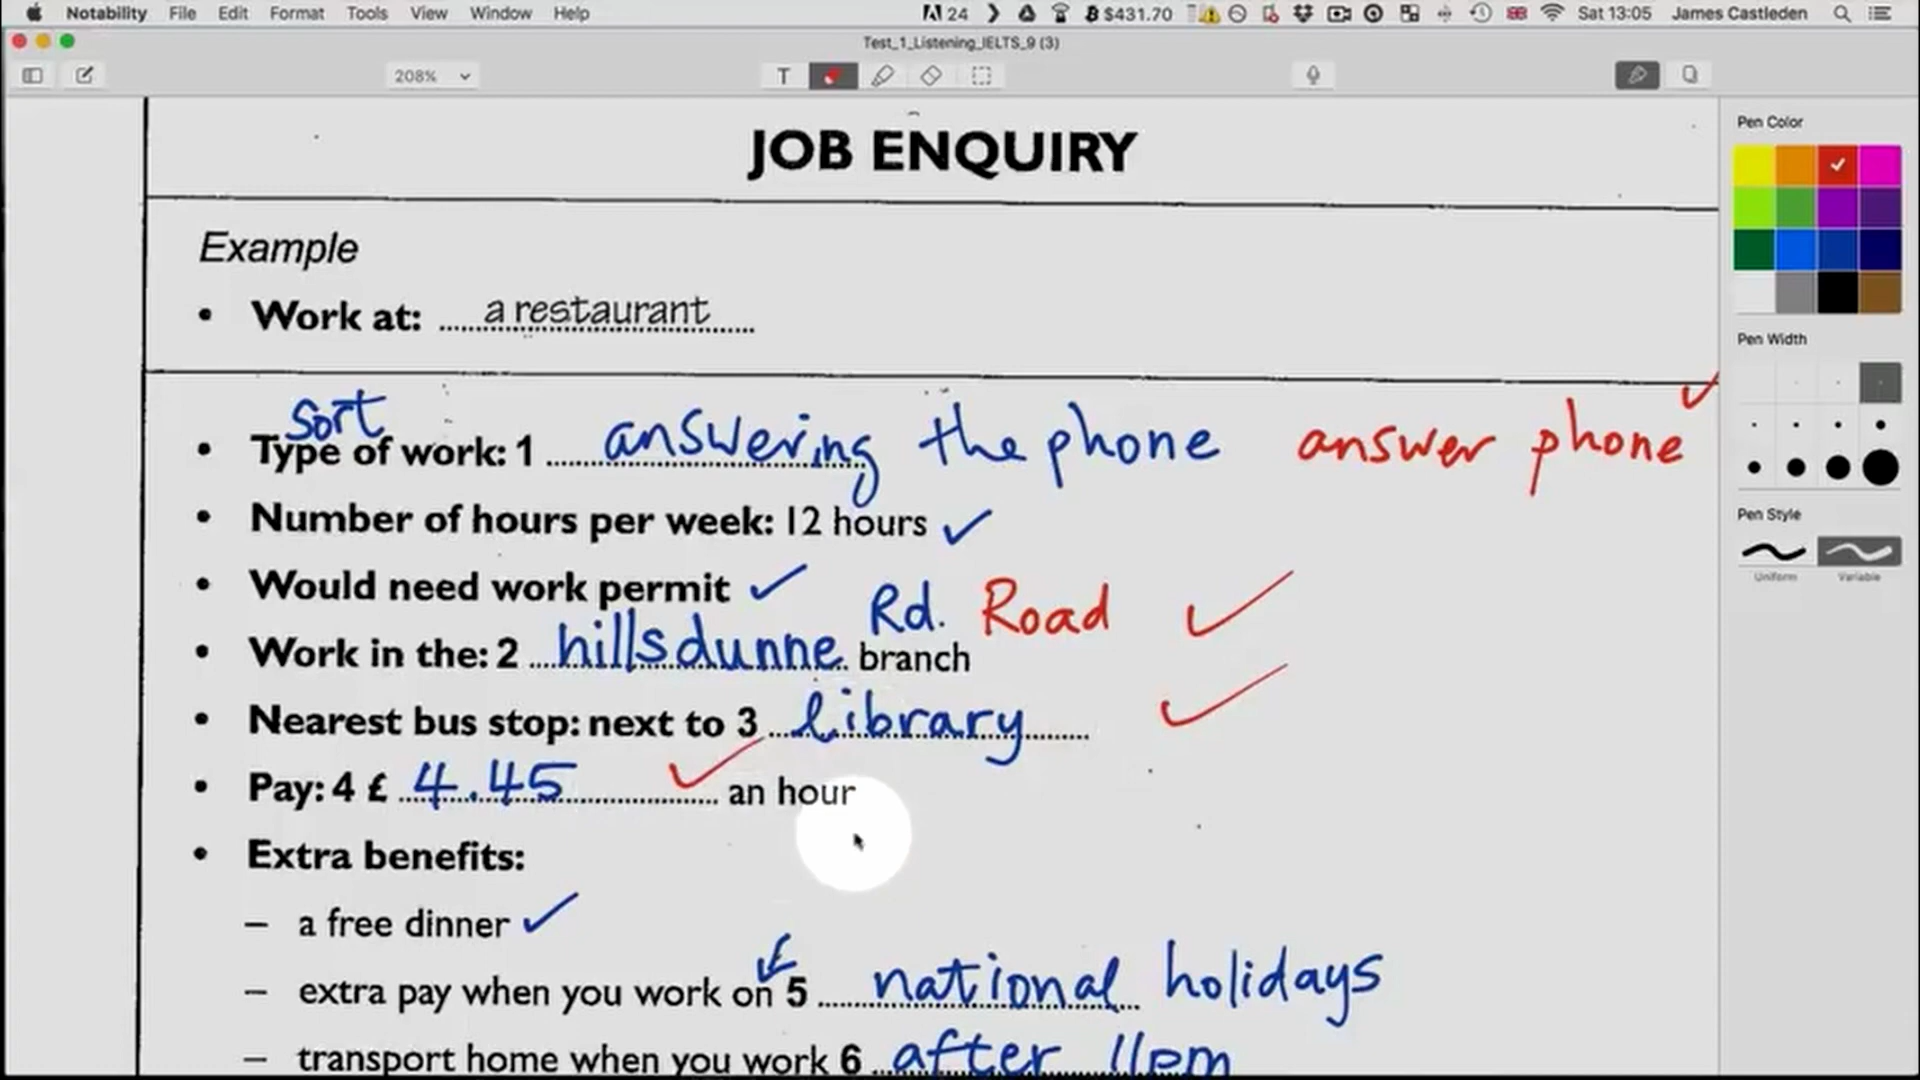 Notability File Edit Format Tools View Window Help 24 $431.70 Sat 13:05 James Castleden
Test_1_Listening_IELTS_9 (3)
208% T
JOB ENQUIRY
Example
• Work at: a restaurant
sort
• Type of work: 1 answering the phone answer phone
• Number of hours per week: 12 hours
• Would need work permit
Rd. Road
• Work in the: 2 hillsdunne branch
• Nearest bus stop: next to 3 library
• Pay: 4 £ 4.45 an hour
• Extra benefits:
– a free dinner
– extra pay when you work on 5 national holidays
– transport home when you work 6 after 11pm
Pen Color
Pen Width
Pen Style
Uniform Variable